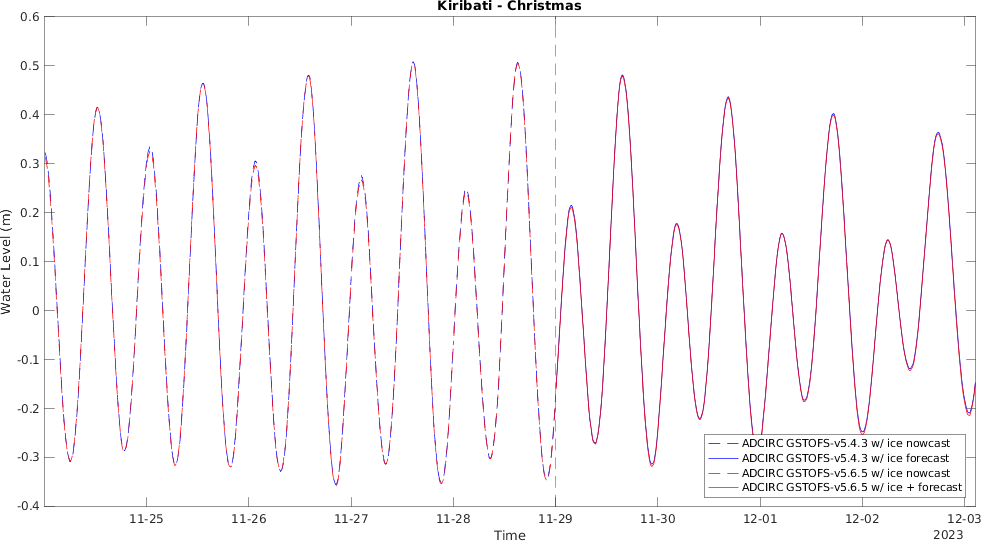 Kiribati - Christmas
0.6
0.5
0.4
0.3
0.2
0.1
0
-0.1
-0.2
-0.3
-0.4
Water Level (m)
ADCIRC GSTOFS-v5.4.3 w/ ice nowcast
ADCIRC GSTOFS-v5.4.3 w/ ice forecast
ADCIRC GSTOFS-v5.6.5 w/ ice nowcast
ADCIRC GSTOFS-v5.6.5 w/ ice + forecast
11-25 11-26 11-27 11-28 11-29 11-30 12-01 12-02 12-03
Time 2023